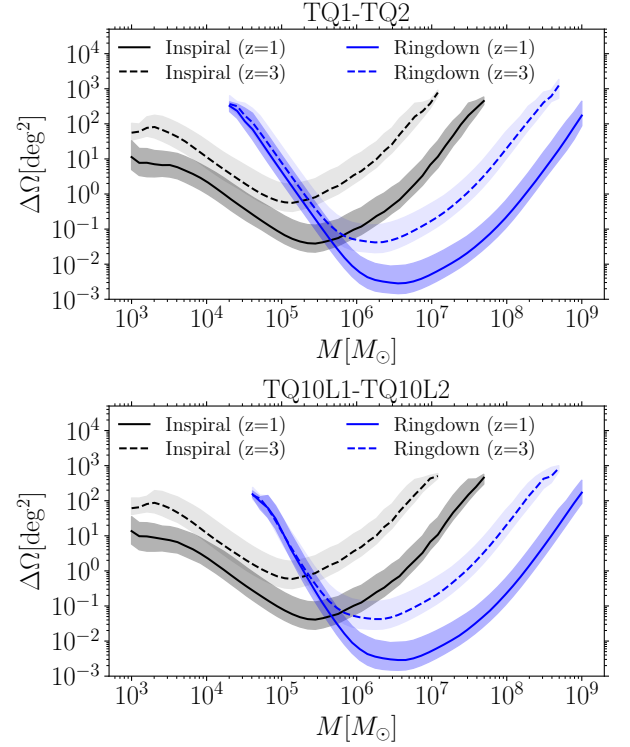 TQ1-TQ2
Inspiral (z=1) Ringdown (z=1)
Inspiral (z=3) Ringdown (z=3)
10⁴
10³
10²
10¹
10⁰
10⁻¹
10⁻²
10⁻³
ΔΩ[deg²]
10³ 10⁴ 10⁵ 10⁶ 10⁷ 10⁸ 10⁹
M[M⊙]
TQ10L1-TQ10L2
Inspiral (z=1) Ringdown (z=1)
Inspiral (z=3) Ringdown (z=3)
10⁴
10³
10²
10¹
10⁰
10⁻¹
10⁻²
10⁻³
ΔΩ[deg²]
10³ 10⁴ 10⁵ 10⁶ 10⁷ 10⁸ 10⁹
M[M⊙]